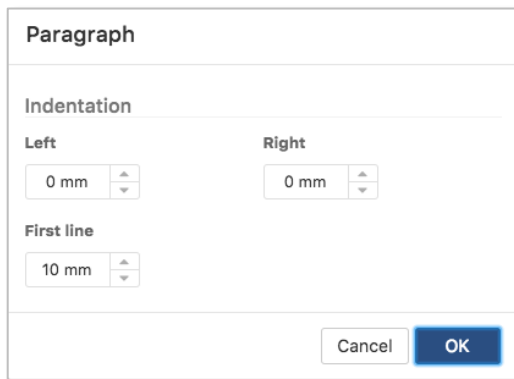 Paragraph
Indentation
Left Right
0 mm 0 mm
First line
10 mm
Cancel OK